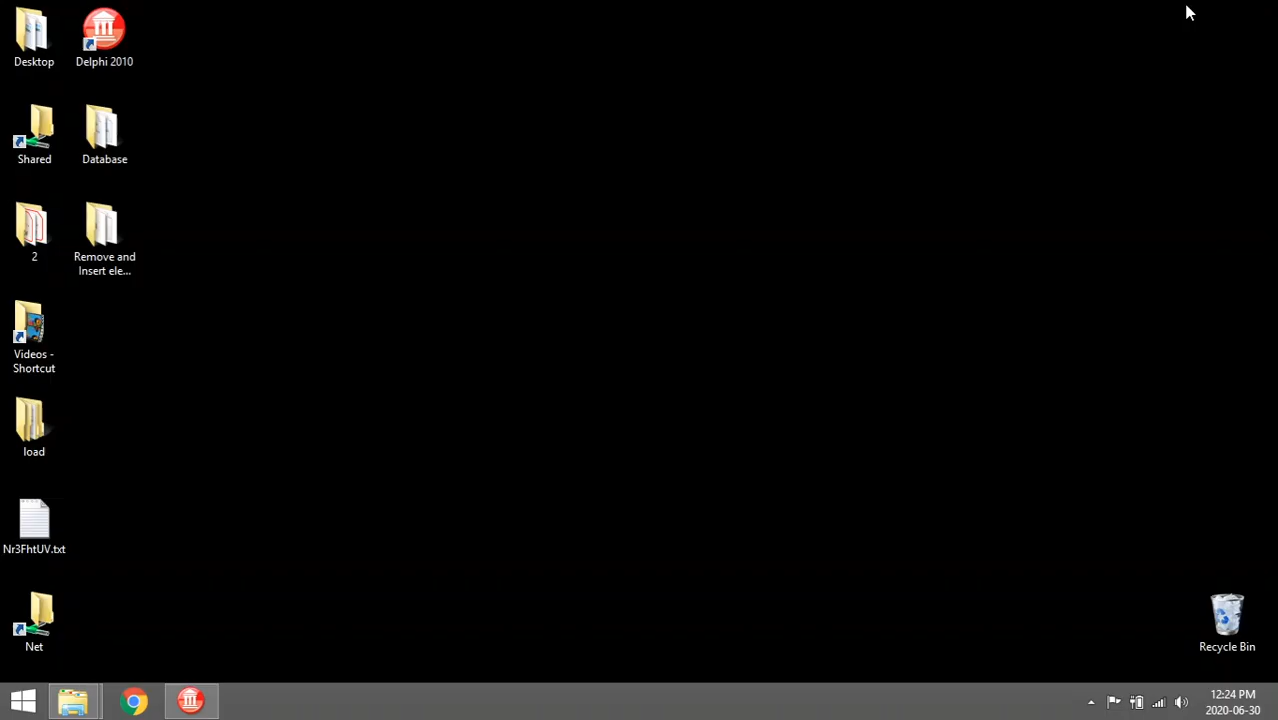 Desktop
Delphi 2010
Shared
Database
2
Remove and
Insert ele...
Videos -
Shortcut
load
Nr3FhtUV.txt
Net
Recycle Bin
12:24 PM
2020-06-30